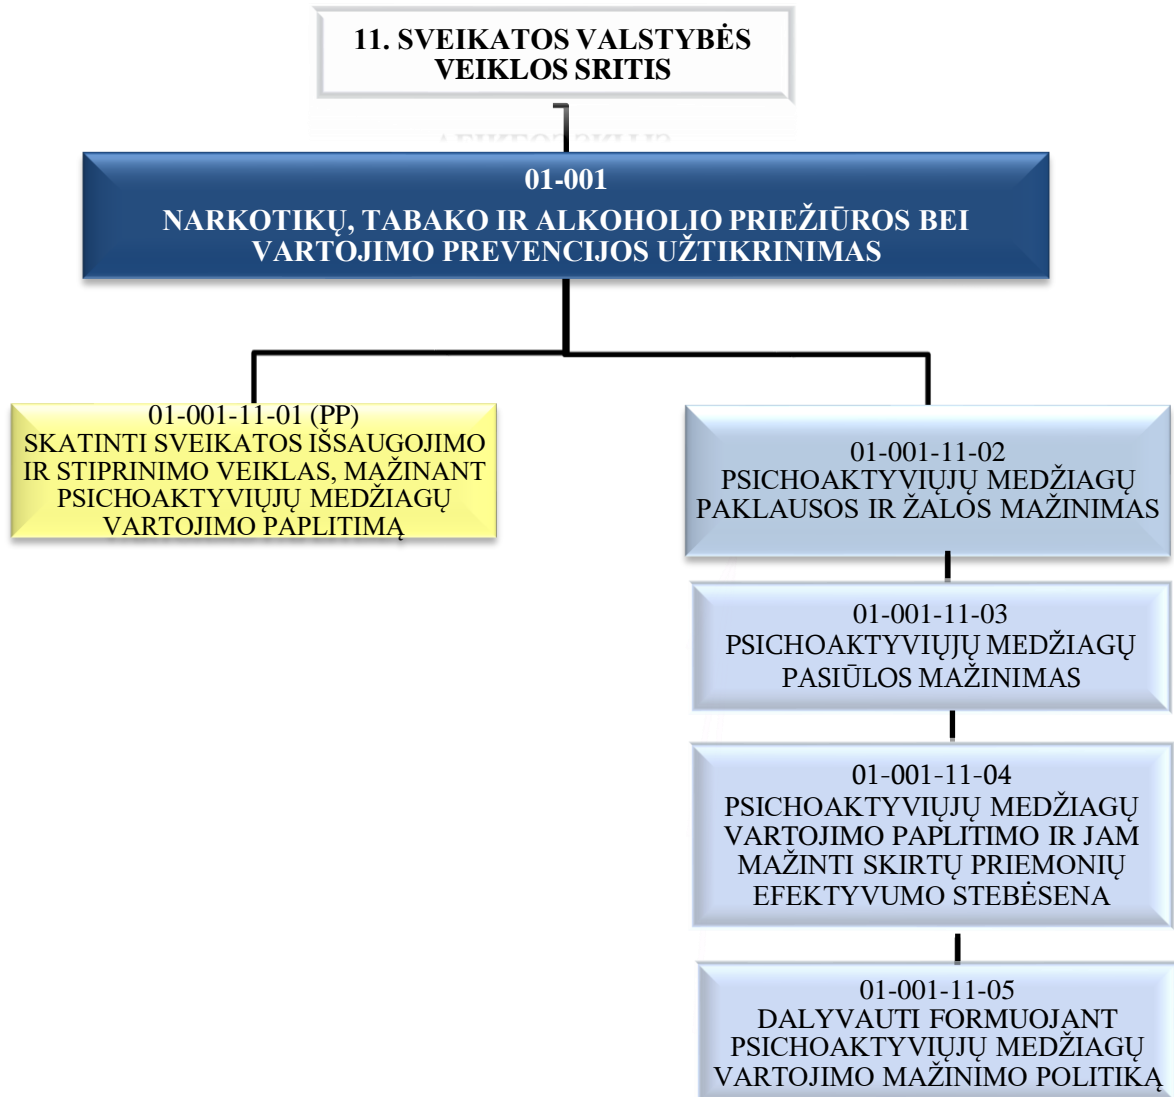 11. SVEIKATOS VALSTYBĖS
VEIKLOS SRITIS
01-001
NARKOTIKŲ, TABAKO IR ALKOHOLIO PRIEŽIŪROS BEI
VARTOJIMO PREVENCIJOS UŽTIKRINIMAS
01-001-11-01 (PP)
SKATINTI SVEIKATOS IŠSAUGOJIMO
IR STIPRINIMO VEIKLAS, MAŽINANT
PSICHOAKTYVIŲJŲ MEDŽIAGŲ
VARTOJIMO PAPLITIMĄ
01-001-11-02
PSICHOAKTYVIŲJŲ MEDŽIAGŲ
PAKLAUSOS IR ŽALOS MAŽINIMAS
01-001-11-03
PSICHOAKTYVIŲJŲ MEDŽIAGŲ
PASIŪLOS MAŽINIMAS
01-001-11-04
PSICHOAKTYVIŲJŲ MEDŽIAGŲ
VARTOJIMO PAPLITIMO IR JAM
MAŽINTI SKIRTŲ PRIEMONIŲ
EFEKTYVUMO STEBĖSENA
01-001-11-05
DALYVAUTI FORMUOJANT
PSICHOAKTYVIŲJŲ MEDŽIAGŲ
VARTOJIMO MAŽINIMO POLITIKĄ